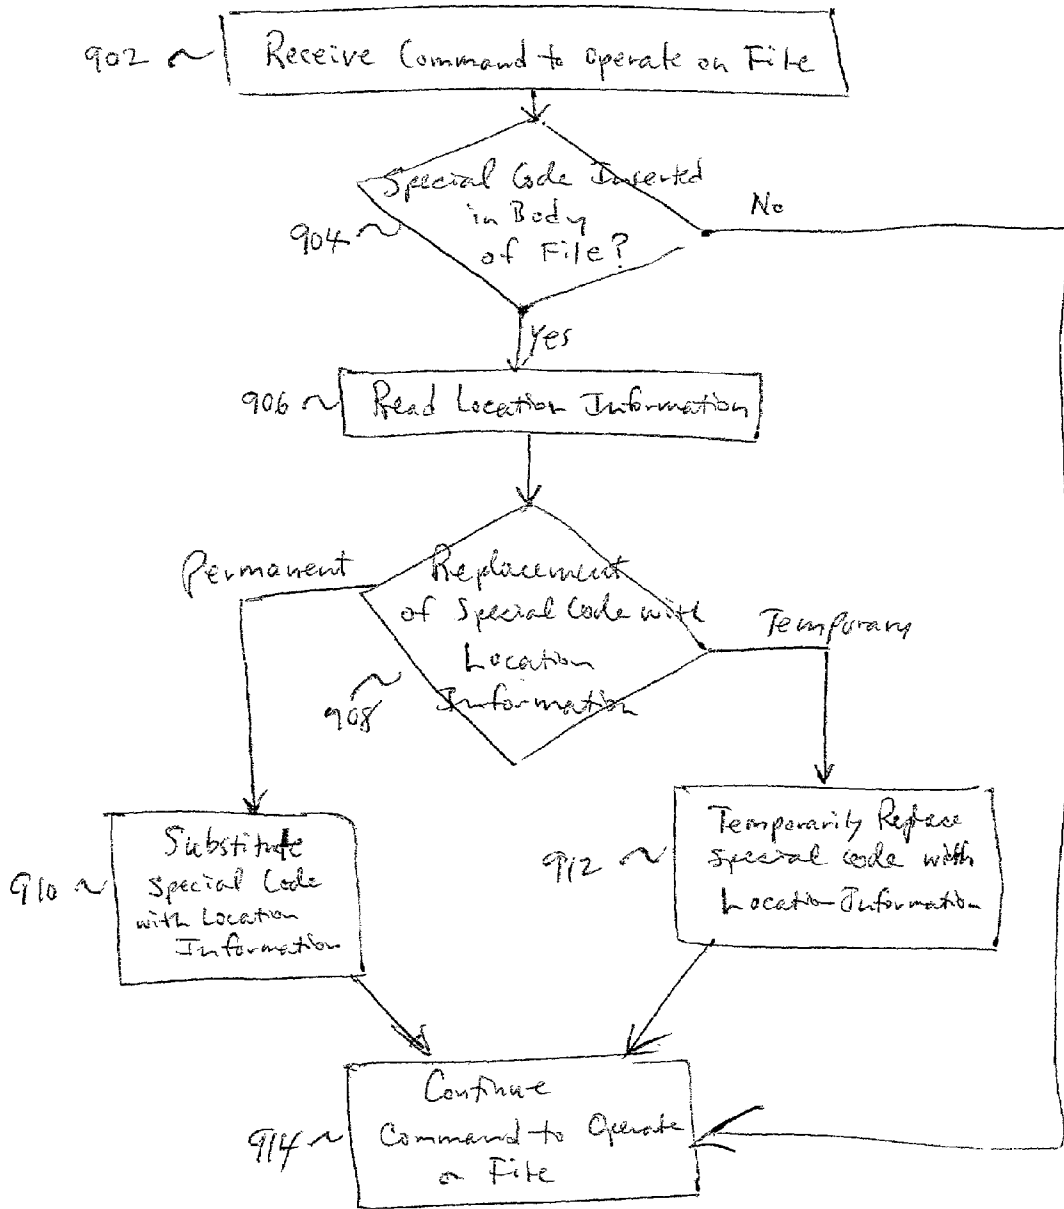 902 ~ Receive Command to operate on File
Special Code Inserted
in Body
of File?
904 ~
No
Yes
906 ~ Read Location Information
Permanent
Replacement
of Special Code with
Location
Information
908 ~
Temporary
Substitute
Special Code
with Location
Information
910 ~
Temporarily Replace
special code with
Location Information
912 ~
Continue
Command to Operate
on File
914 ~